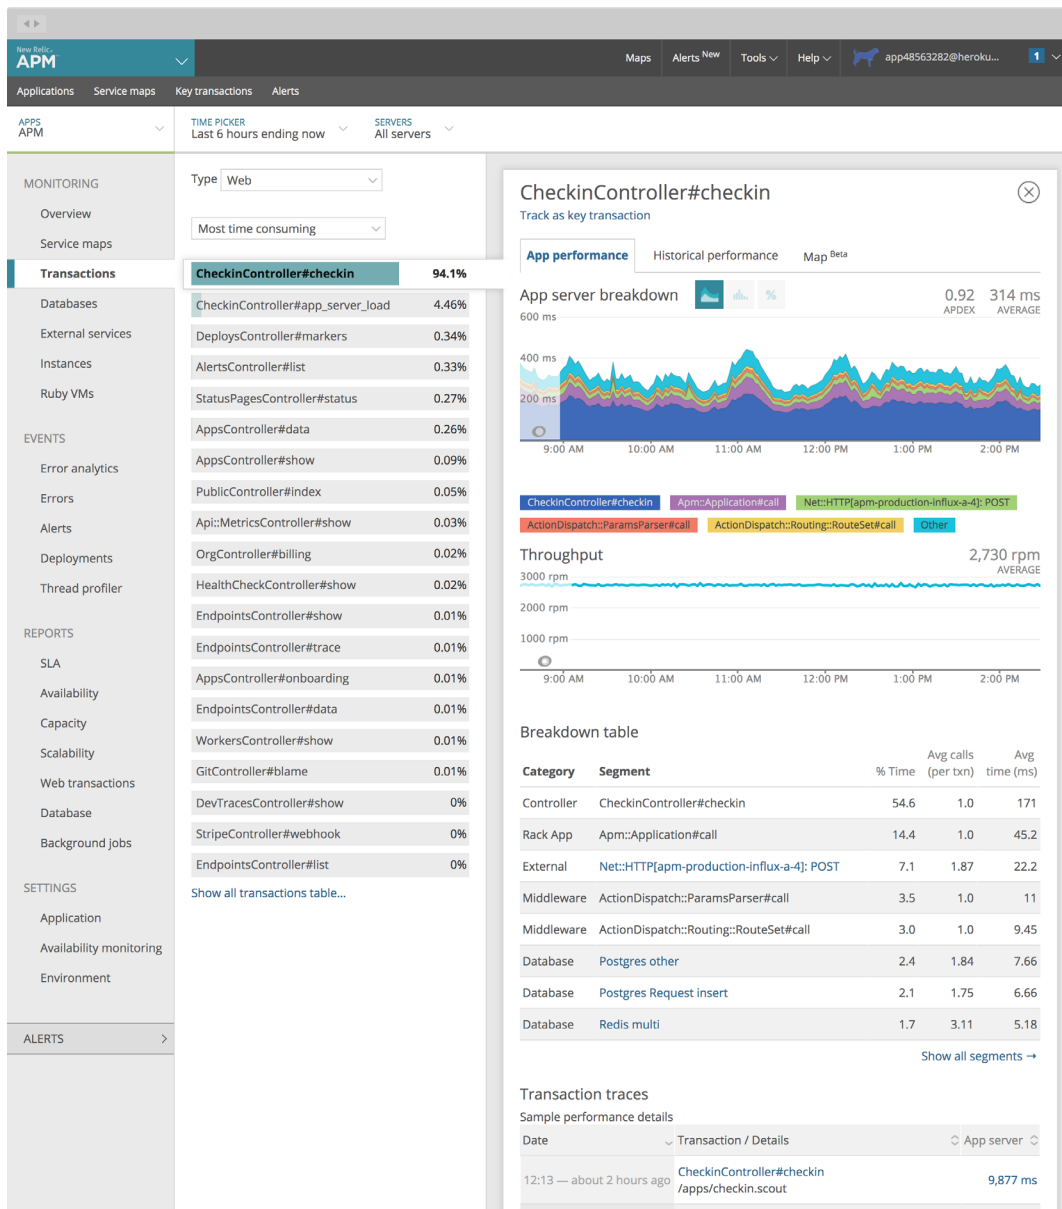 New Relic.
APM
Maps
Alerts New
Tools
Help
app48563282@heroku...
1
Applications
Service maps
Key transactions
Alerts
APPS
APM
TIME PICKER
Last 6 hours ending now
SERVERS
All servers
MONITORING
Overview
Service maps
Transactions
Databases
External services
Instances
Ruby VMs
EVENTS
Error analytics
Errors
Alerts
Deployments
Thread profiler
REPORTS
SLA
Availability
Capacity
Scalability
Web transactions
Database
Background jobs
SETTINGS
Application
Availability monitoring
Environment
ALERTS
Type Web
Most time consuming
CheckinController#checkin 94.1%
CheckinController#app_server_load 4.46%
DeploysController#markers 0.34%
AlertsController#list 0.33%
StatusPagesController#status 0.27%
AppsController#data 0.26%
AppsController#show 0.09%
PublicController#index 0.05%
Api::MetricsController#show 0.03%
OrgController#billing 0.02%
HealthCheckController#show 0.02%
EndpointsController#show 0.01%
EndpointsController#trace 0.01%
AppsController#onboarding 0.01%
EndpointsController#data 0.01%
WorkersController#show 0.01%
GitController#blame 0.01%
DevTracesController#show 0%
StripeController#webhook 0%
EndpointsController#list 0%
Show all transactions table...
CheckinController#checkin
Track as key transaction
App performance
Historical performance
Map Beta
App server breakdown
%
0.92 314 ms
APDEX AVERAGE
600 ms
400 ms
200 ms
9:00 AM 10:00 AM 11:00 AM 12:00 PM 1:00 PM 2:00 PM
CheckinController#checkin Apm::Application#call Net::HTTP[apm-production-influx-a-4]: POST
ActionDispatch::ParamsParser#call ActionDispatch::Routing::RouteSet#call Other
Throughput
2,730 rpm
AVERAGE
3000 rpm
2000 rpm
1000 rpm
9:00 AM 10:00 AM 11:00 AM 12:00 PM 1:00 PM 2:00 PM
Breakdown table
Category Segment % Time Avg calls (per txn) Avg time (ms)
Controller CheckinController#checkin 54.6 1.0 171
Rack App Apm::Application#call 14.4 1.0 45.2
External Net::HTTP[apm-production-influx-a-4]: POST 7.1 1.87 22.2
Middleware ActionDispatch::ParamsParser#call 3.5 1.0 11
Middleware ActionDispatch::Routing::RouteSet#call 3.0 1.0 9.45
Database Postgres other 2.4 1.84 7.66
Database Postgres Request insert 2.1 1.75 6.66
Database Redis multi 1.7 3.11 5.18
Show all segments →
Transaction traces
Sample performance details
Date Transaction / Details App server
12:13 — about 2 hours ago CheckinController#checkin 9,877 ms
/apps/checkin.scout